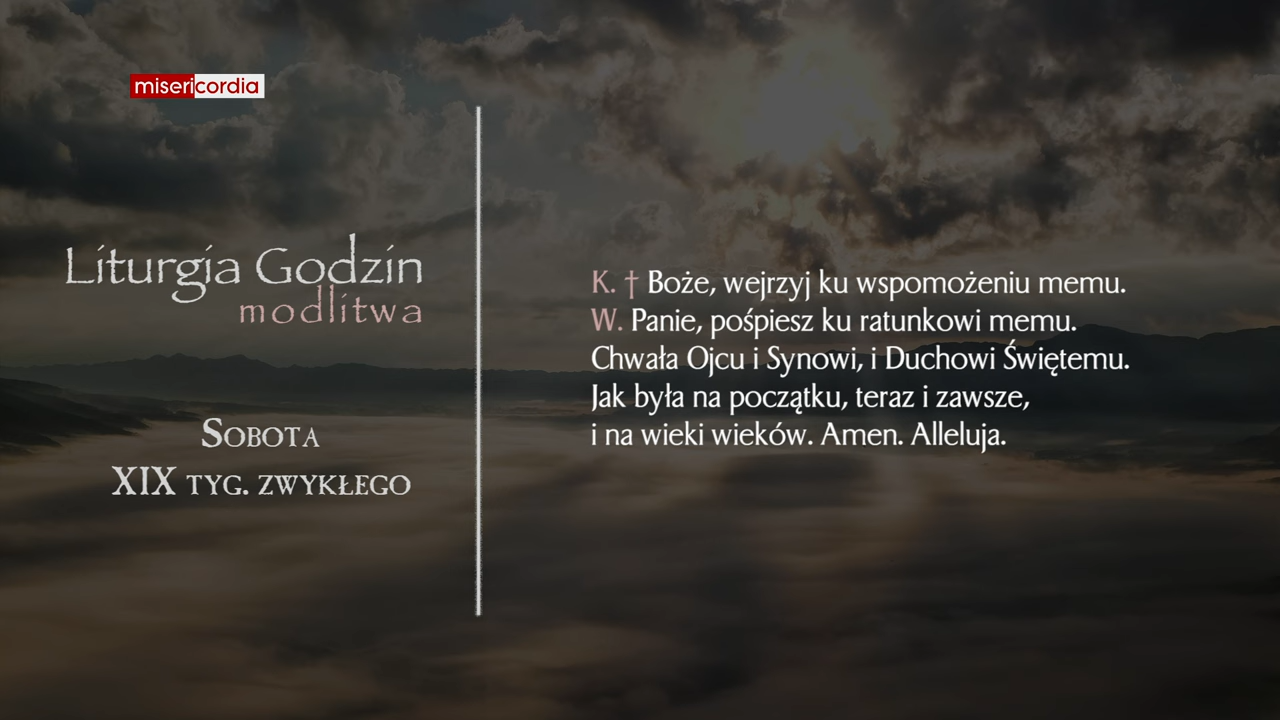 misericordia
Liturgia Godzin
modlitwa
Sobota
XIX tyg. zwykłego
K. † Boże, wejrzyj ku wspomożeniu memu.
W. Panie, pośpiesz ku ratunkowi memu.
Chwała Ojcu i Synowi, i Duchowi Świętemu.
Jak była na początku, teraz i zawsze,
i na wieki wieków. Amen. Alleluja.